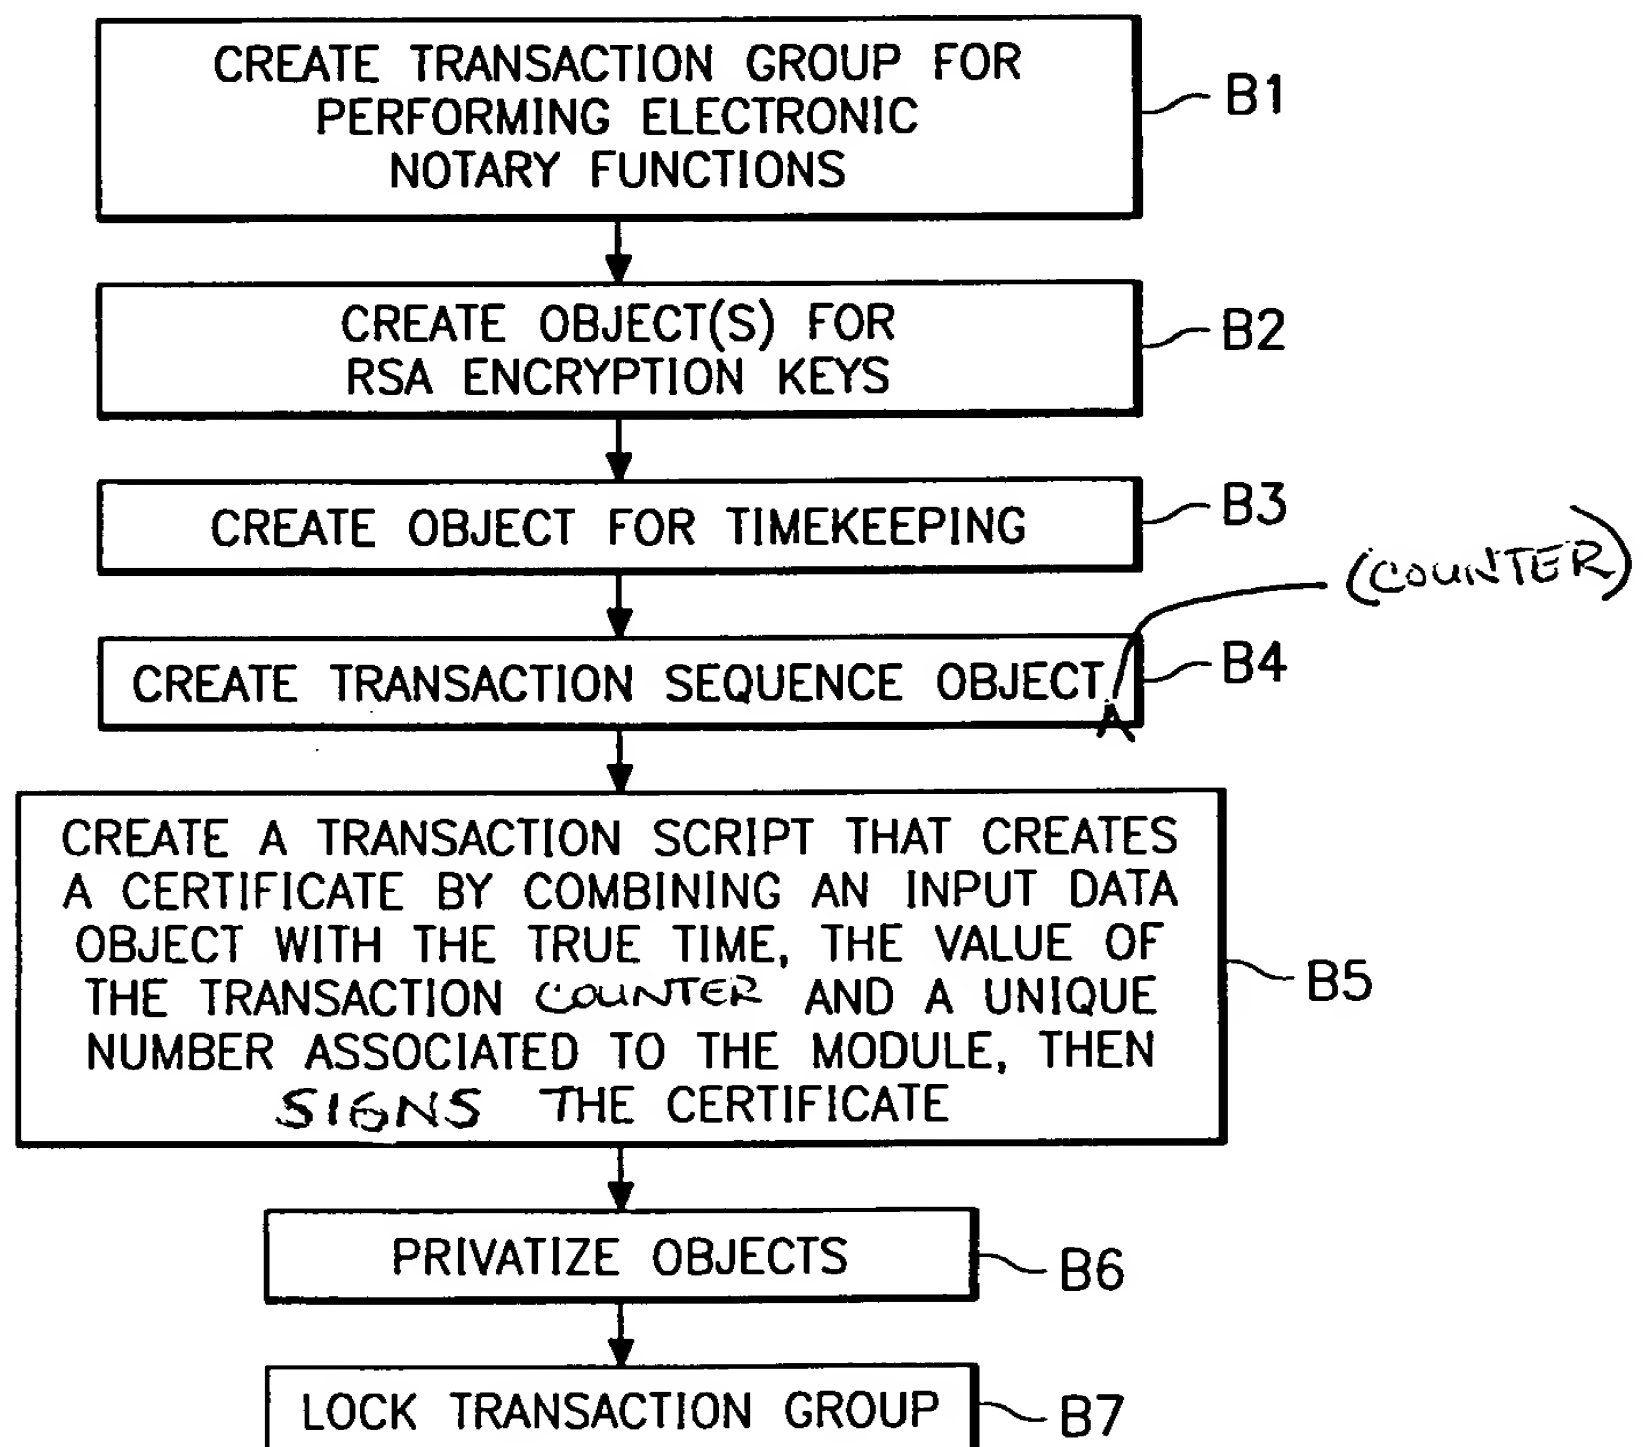 CREATE TRANSACTION GROUP FOR
PERFORMING ELECTRONIC
NOTARY FUNCTIONS
B1
CREATE OBJECT(S) FOR
RSA ENCRYPTION KEYS
B2
CREATE OBJECT FOR TIMEKEEPING
B3
(COUNTER)
CREATE TRANSACTION SEQUENCE OBJECT
B4
CREATE A TRANSACTION SCRIPT THAT CREATES
A CERTIFICATE BY COMBINING AN INPUT DATA
OBJECT WITH THE TRUE TIME, THE VALUE OF
THE TRANSACTION COUNTER AND A UNIQUE
NUMBER ASSOCIATED TO THE MODULE, THEN
SIGNS THE CERTIFICATE
B5
PRIVATIZE OBJECTS
B6
LOCK TRANSACTION GROUP
B7